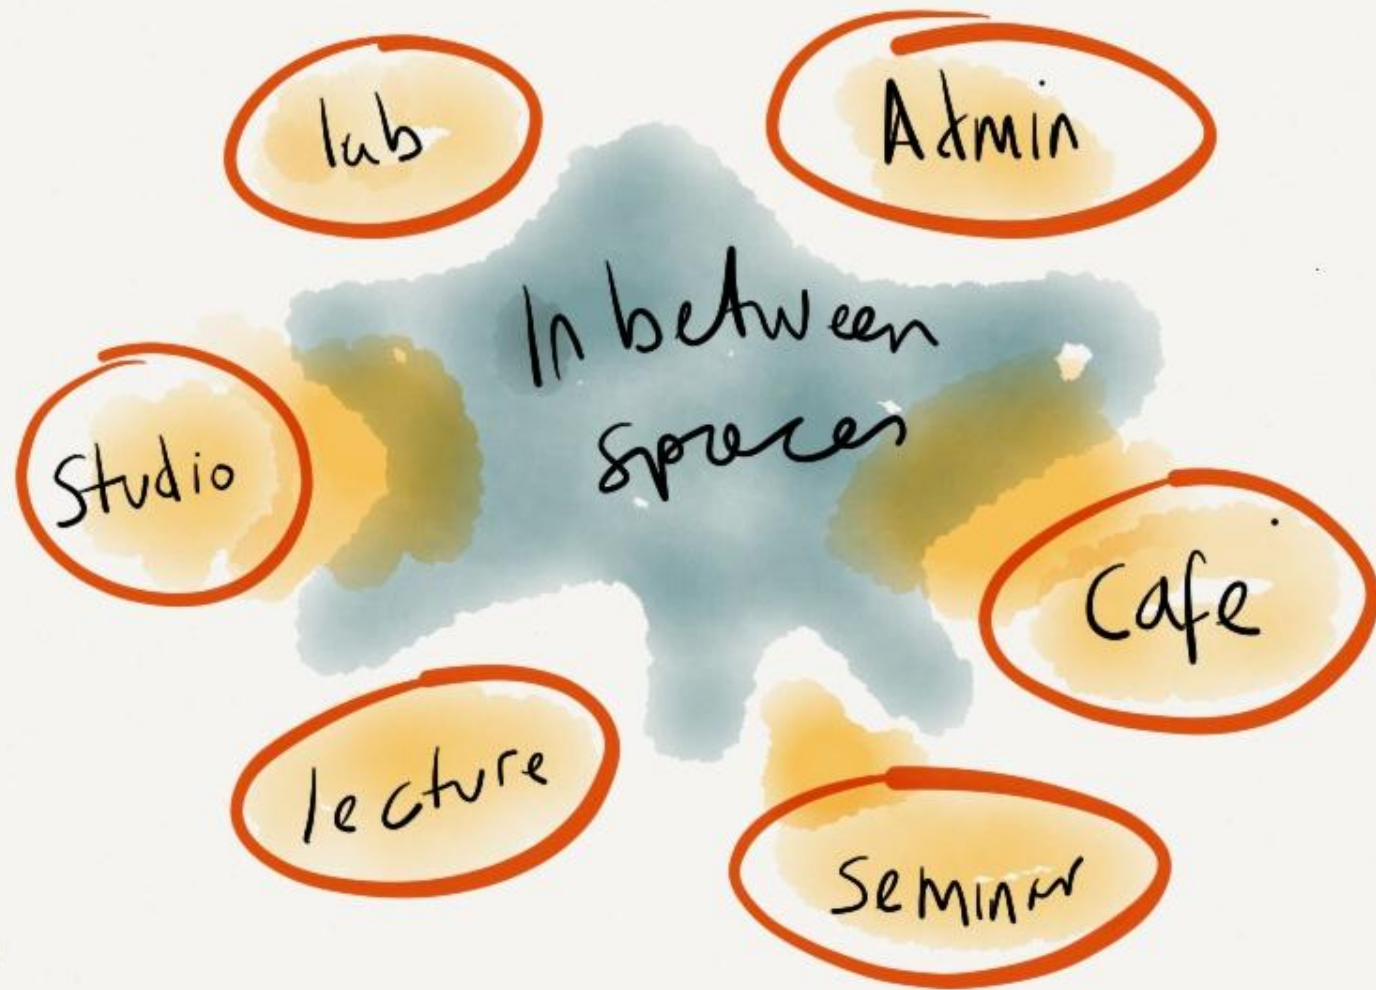 lab
Admin
In between
spaces
Studio
Cafe
lecture
Seminar